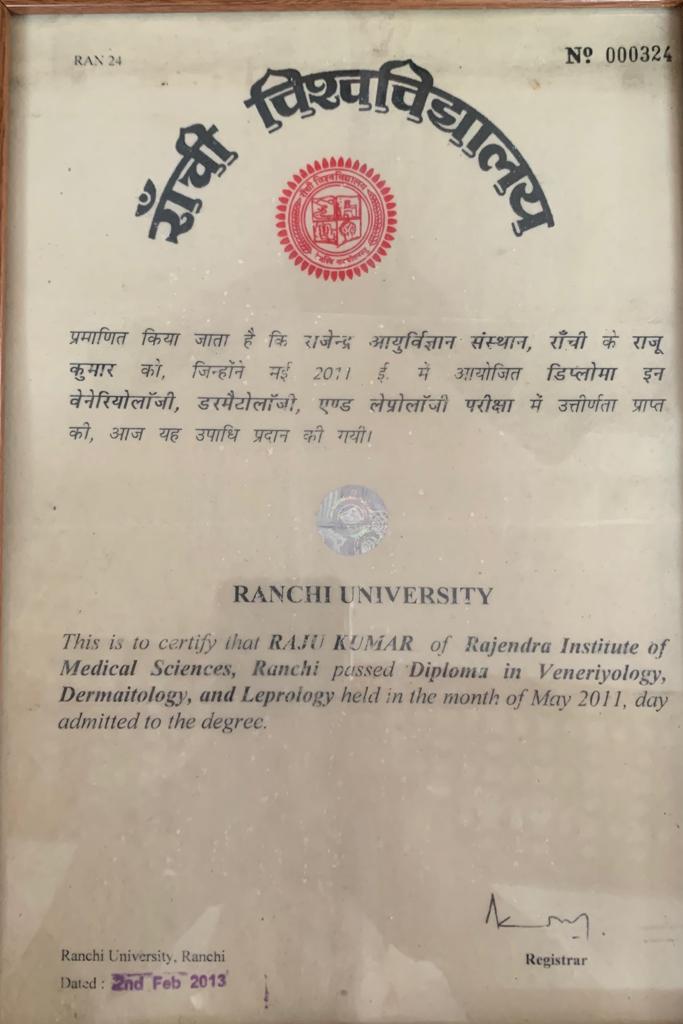 RAN 24
Nº 000324
राँची विश्वविद्यालय
राँची विश्वविद्यालय
प्रमाणित किया जाता है कि राजेन्द्र आयुर्विज्ञान संस्थान, राँची के राजू
कुमार को, जिन्होंने मई 2011 ई. में आयोजित डिप्लोमा इन
वेनेरियोलॉजी, डरमैटोलॉजी, एण्ड लेप्रोलॉजी परीक्षा में उत्तीर्णता प्राप्त
की, आज यह उपाधि प्रदान की गयी।
RANCHI UNIVERSITY
This is to certify that RAJU KUMAR of Rajendra Institute of
Medical Sciences, Ranchi passed Diploma in Veneriyology,
Dermaitology, and Leprology held in the month of May 2011, day
admitted to the degree.
Ranchi University, Ranchi
Registrar
Dated : 2nd Feb 2013